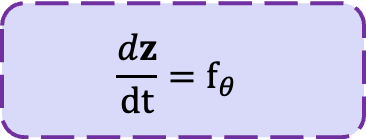 d𝐳/dt = f_θ